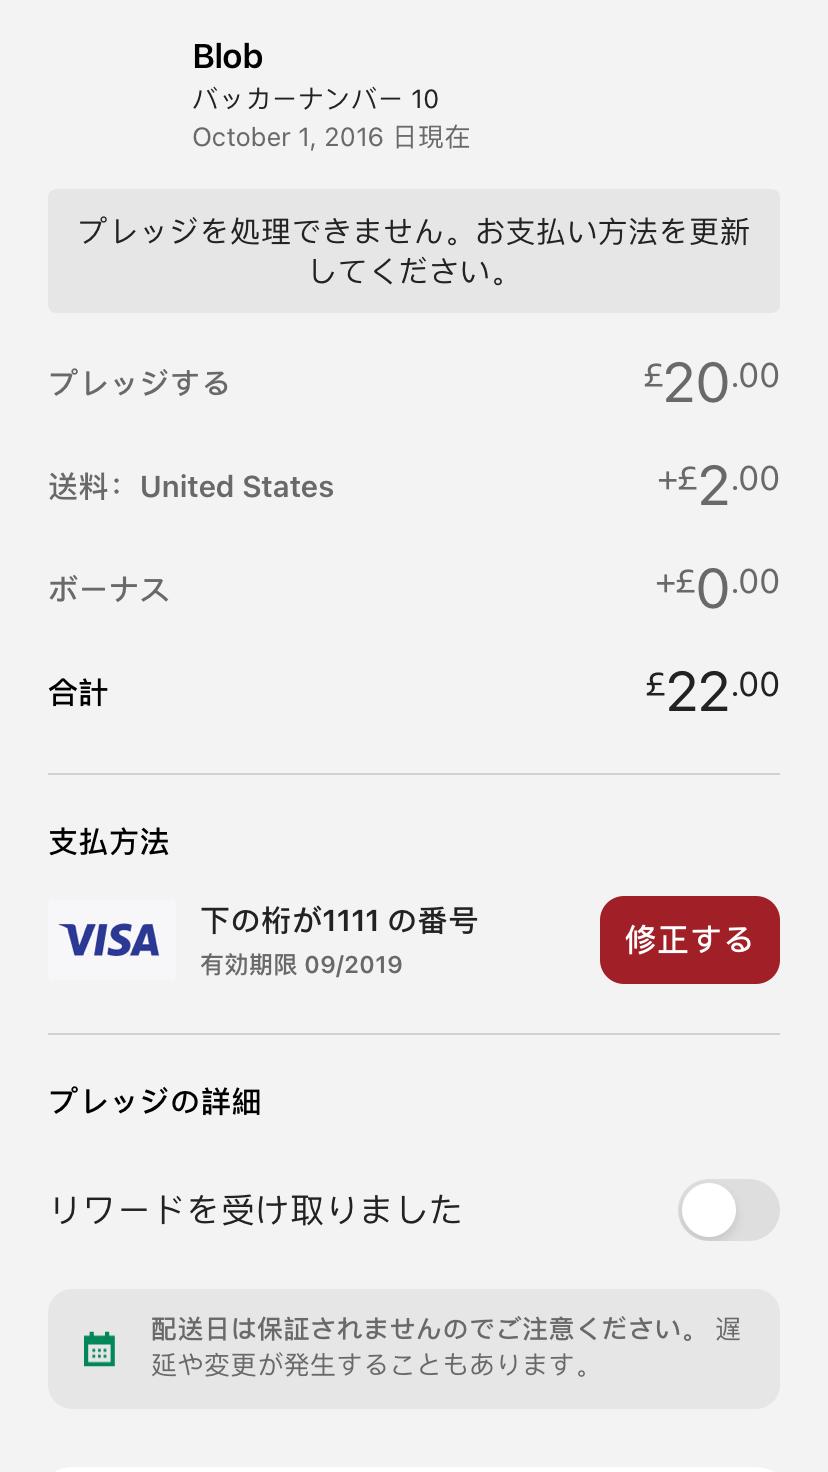 Blob
バッカーナンバー 10
October 1, 2016 日現在
プレッジを処理できません。お支払い方法を更新
してください。
プレッジする £20.00
送料： United States +£2.00
ボーナス +£0.00
合計 £22.00
支払方法
VISA
下の桁が1111 の番号
有効期限 09/2019
修正する
プレッジの詳細
リワードを受け取りました
配送日は保証されませんのでご注意ください。 遅
延や変更が発生することもあります。